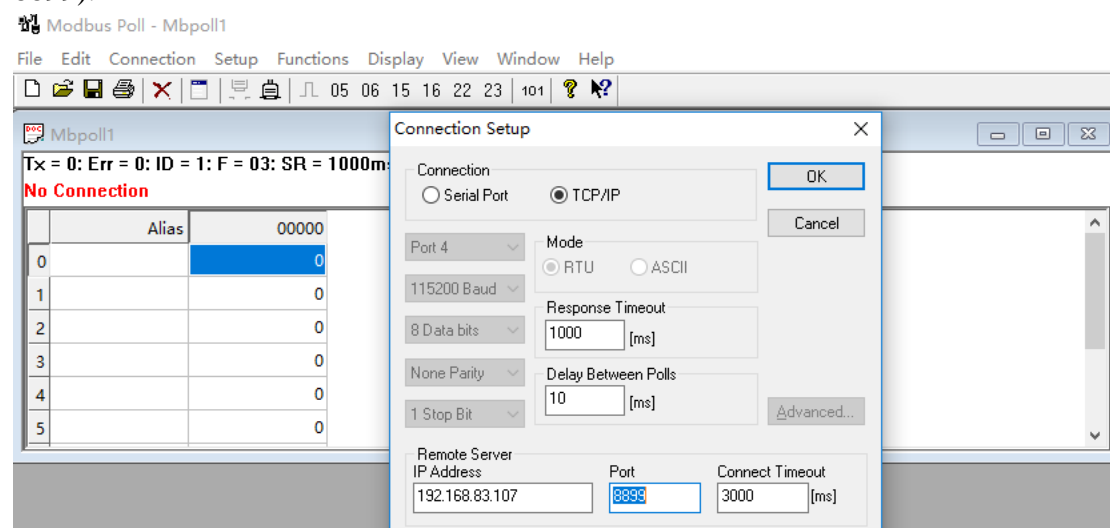 Modbus Poll - Mbpoll1
File Edit Connection Setup Functions Display View Window Help
05 06 15 16 22 23 101
Mbpoll1
Tx = 0: Err = 0: ID = 1: F = 03: SR = 1000m
No Connection
Alias 00000
0 0
1 0
2 0
3 0
4 0
5 0
Connection Setup
Connection
Serial Port TCP/IP
OK
Cancel
Port 4
115200 Baud
8 Data bits
None Parity
1 Stop Bit
Mode
RTU ASCII
Response Timeout
1000 [ms]
Delay Between Polls
10 [ms]
Advanced...
Remote Server
IP Address Port Connect Timeout
192.168.83.107 8899 3000 [ms]